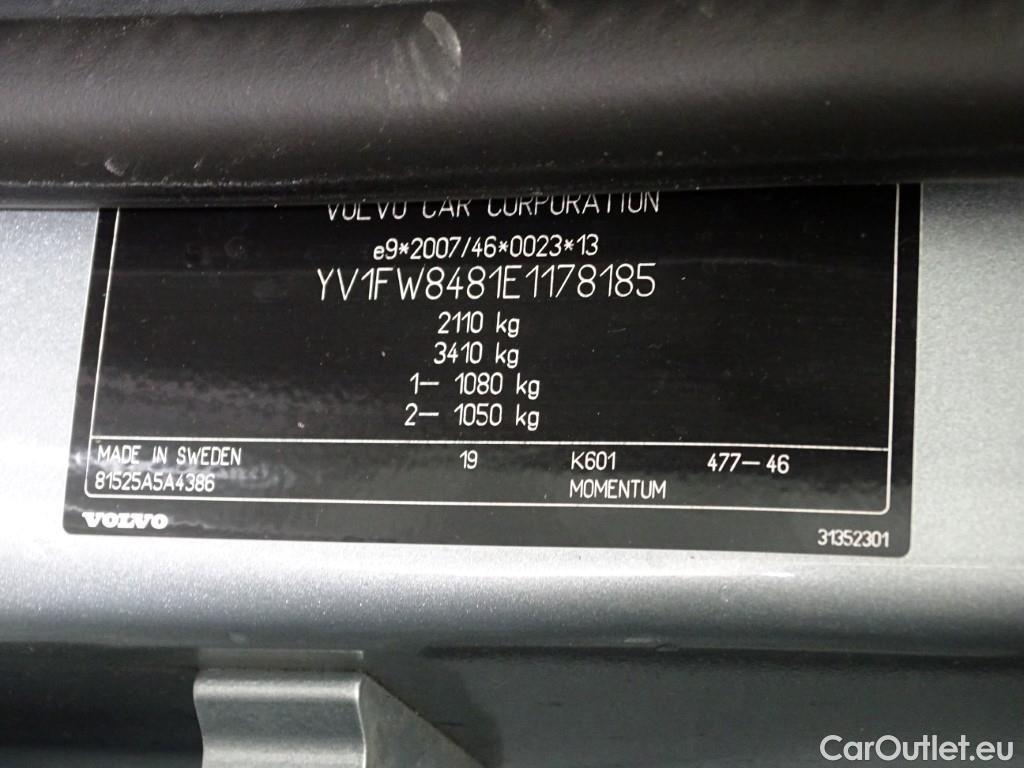 VOLVO CAR CORPORATION
e9*2007/46*0023*13
YV1FW8481E1178185
2110 kg
3410 kg
1- 1080 kg
2- 1050 kg
MADE IN SWEDEN 19 K601 477-46
81525A5A4386 MOMENTUM
VOLVO 31352301
CarOutlet.eu